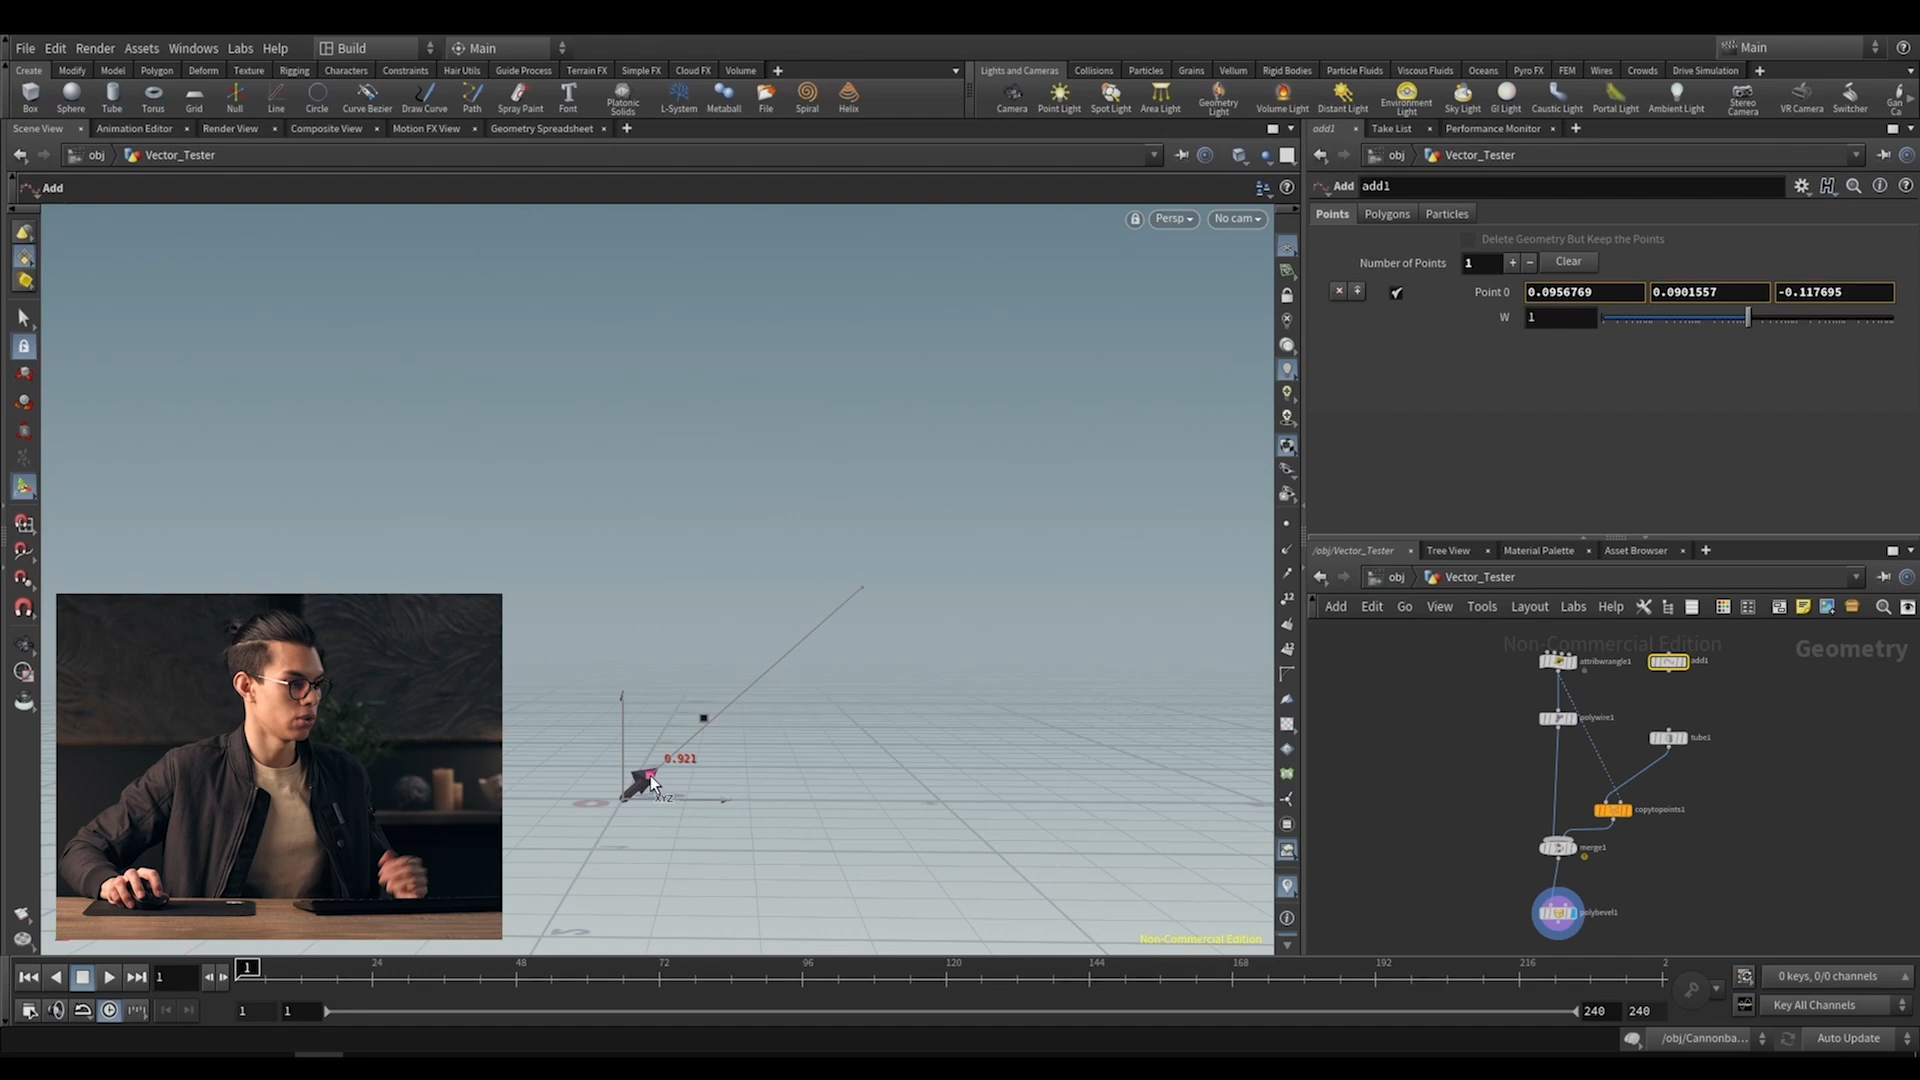 File Edit Render Assets Windows Labs Help Build Main Main
Create Modify Model Polygon Deform Texture Rigging Characters Constraints Hair Utils Guide Process Terrain FX Simple FX Cloud FX Volume
Lights and Cameras Collisions Particles Grains Vellum Rigid Bodies Particle Fluids Viscous Fluids Oceans Pyro FX FEM Wires Crowds Drive Simulation
Box Sphere Tube Torus Grid Null Line Circle Curve Bezier Draw Curve Path Spray Paint Font Platonic Solids L-System Metaball File Spiral Helix
Camera Point Light Spot Light Area Light Geometry Light Volume Light Distant Light Environment Light Sky Light GI Light Caustic Light Portal Light Ambient Light Stereo Camera VR Camera Switcher Gan Ca
Scene View Animation Editor Render View Composite View Motion FX View Geometry Spreadsheet
add1 Take List Performance Monitor
obj Vector_Tester
obj Vector_Tester
Add
Add add1
Persp No cam
Points Polygons Particles
Delete Geometry But Keep the Points
Number of Points 1 Clear
Point 0 0.0956769 0.0901557 -0.117695
W 1
/obj/Vector_Tester Tree View Material Palette Asset Browser
obj Vector_Tester
Add Edit Go View Tools Layout Labs Help
Non-Commercial Edition Geometry
attribwrangle1 add1
polywire1
tube1
copytopoints1
merge1
polybevel1
0.921
XYZ
Non-Commercial Edition
1 1 24 48 72 96 120 144 168 192 216 2
0 keys, 0/0 channels
1 1 240 240
Key All Channels
/obj/Cannonba... Auto Update